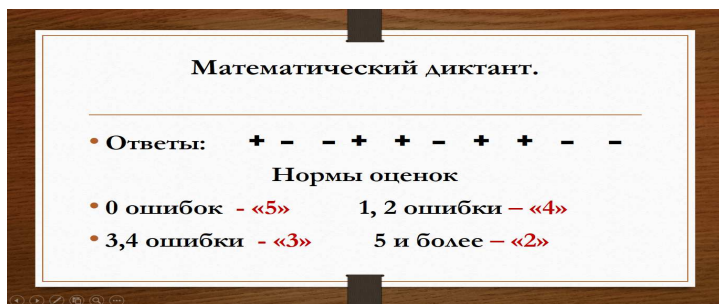 Математический диктант.
• Ответы: + – – + + – + + – –
Нормы оценок
• 0 ошибок - «5» 1, 2 ошибки – «4»
• 3,4 ошибки - «3» 5 и более – «2»